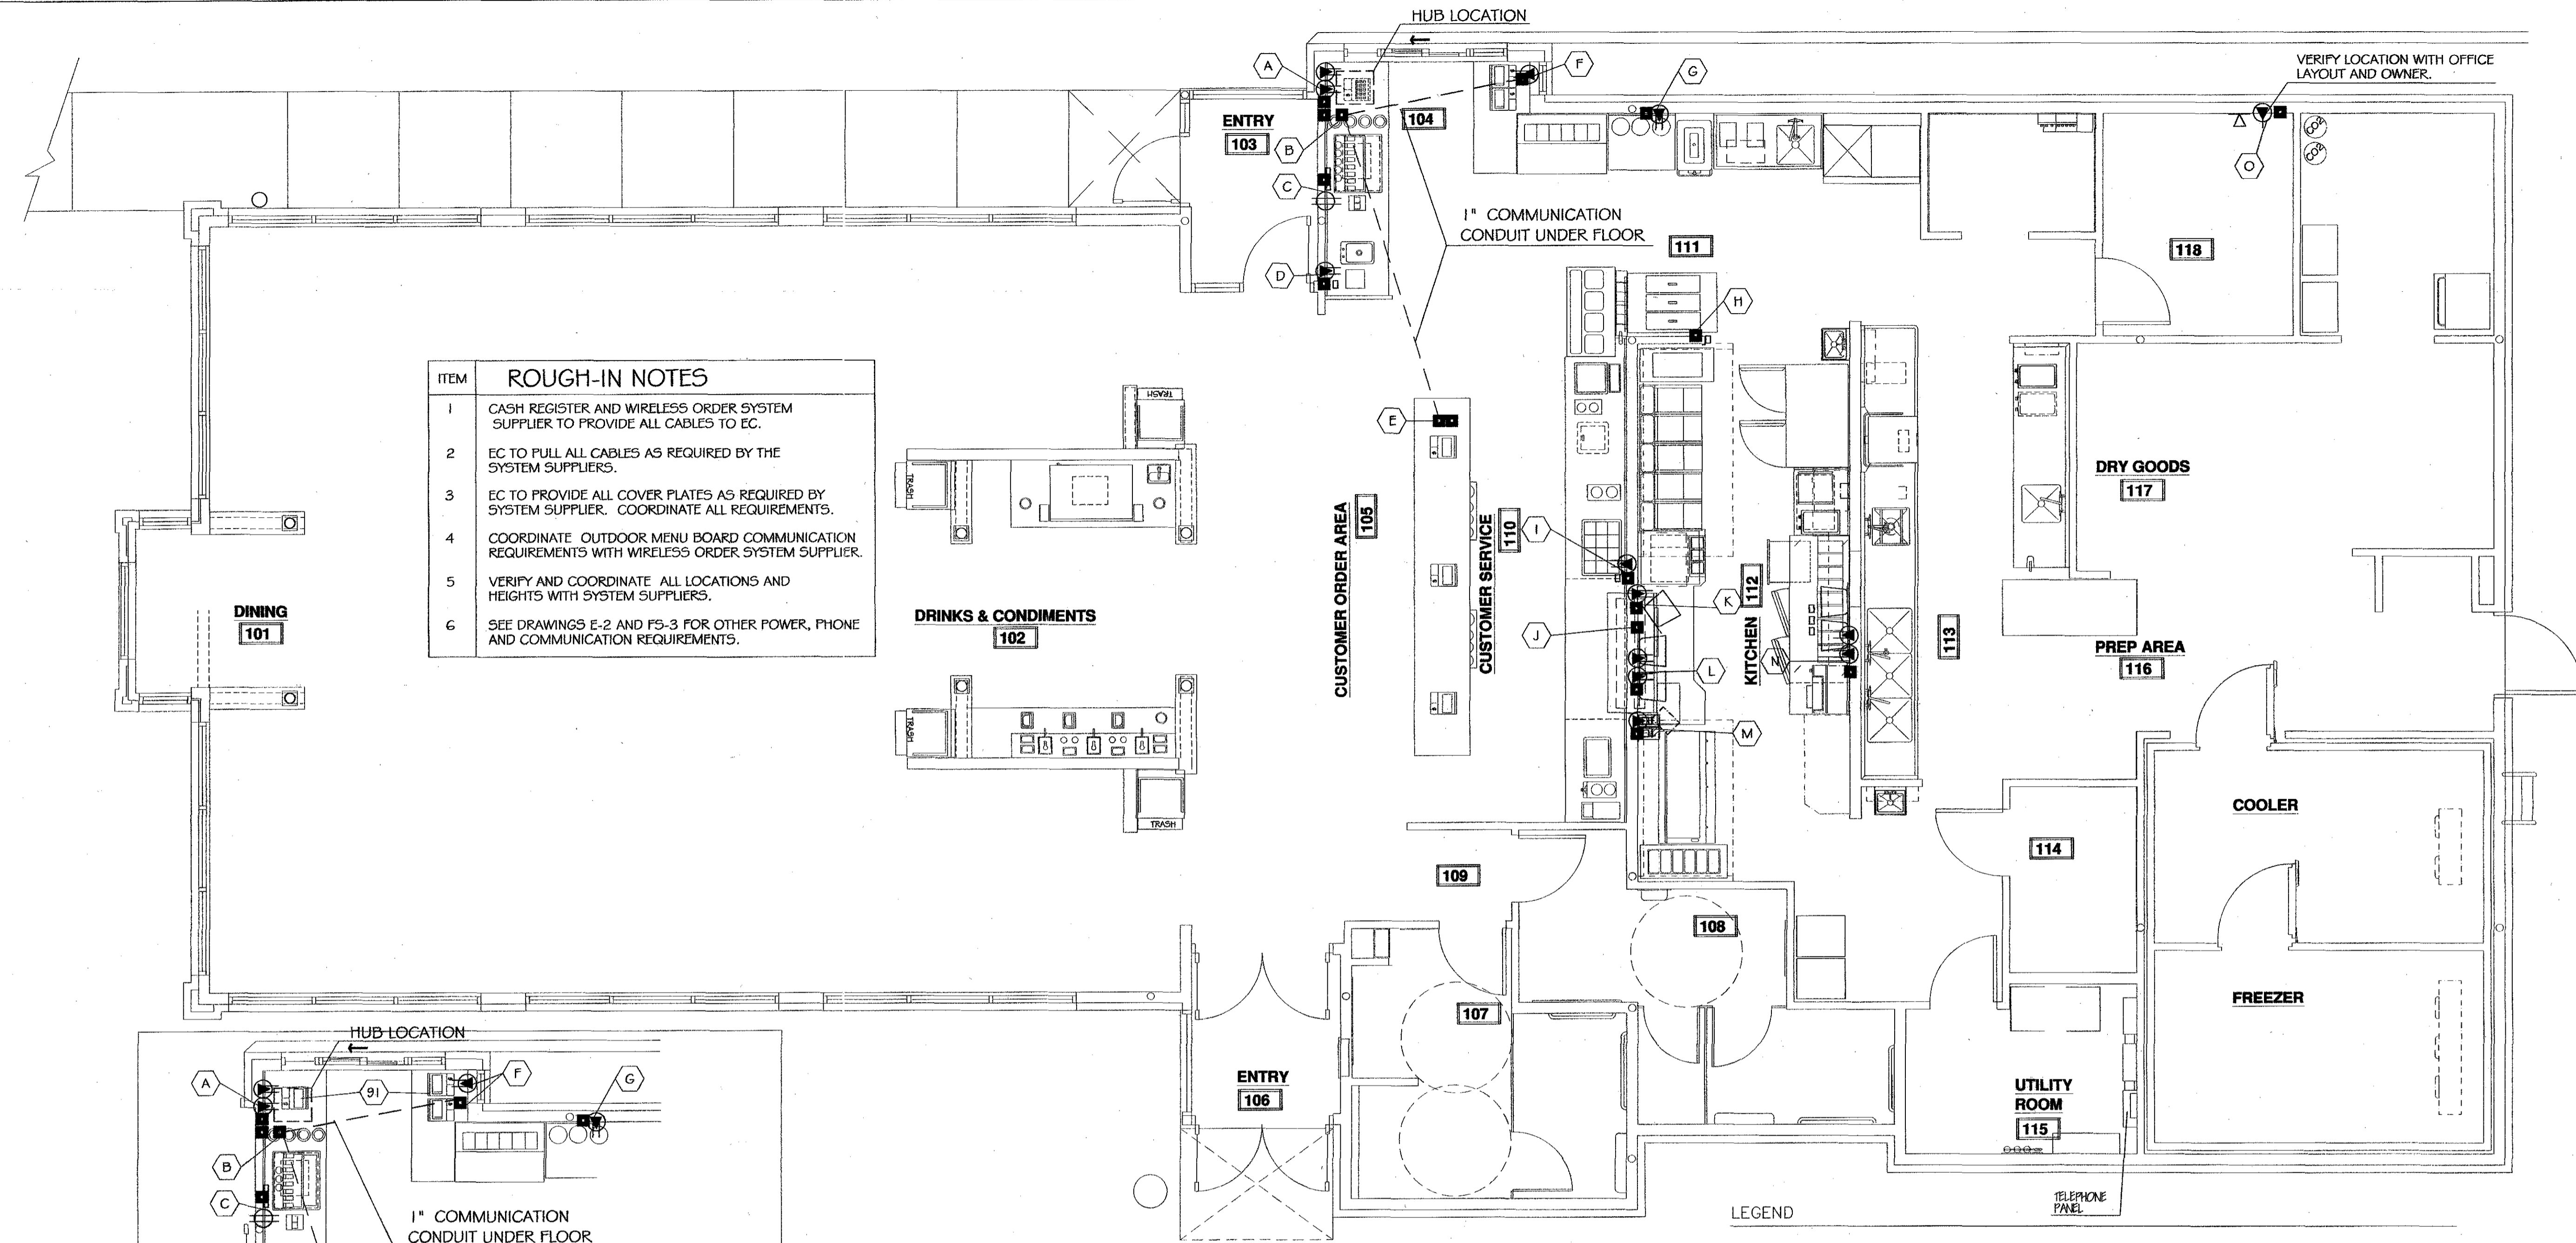 HUB LOCATION
VERIFY LOCATION WITH OFFICE
LAYOUT AND OWNER.
A
F
G
ENTRY
103
104
B
C
D
O
CO2
CO2
1" COMMUNICATION
CONDUIT UNDER FLOOR
111
118
H
ITEM
ROUGH-IN NOTES
1 CASH REGISTER AND WIRELESS ORDER SYSTEM
SUPPLIER TO PROVIDE ALL CABLES TO EC.
2 EC TO PULL ALL CABLES AS REQUIRED BY THE
SYSTEM SUPPLIERS.
3 EC TO PROVIDE ALL COVER PLATES AS REQUIRED BY
SYSTEM SUPPLIER. COORDINATE ALL REQUIREMENTS.
4 COORDINATE OUTDOOR MENU BOARD COMMUNICATION
REQUIREMENTS WITH WIRELESS ORDER SYSTEM SUPPLIER.
5 VERIFY AND COORDINATE ALL LOCATIONS AND
HEIGHTS WITH SYSTEM SUPPLIERS.
6 SEE DRAWINGS E-2 AND FS-3 FOR OTHER POWER, PHONE
AND COMMUNICATION REQUIREMENTS.
TRASH
TRASH
E
DRY GOODS
117
CUSTOMER ORDER AREA
105
CUSTOMER SERVICE
110
I
J
K
L
M
N
KITCHEN
112
113
DINING
101
DRINKS & CONDIMENTS
102
PREP AREA
116
TRASH
TRASH
COOLER
114
109
108
FREEZER
107
ENTRY
106
UTILITY
ROOM
115
TELEPHONE
PANEL
LEGEND
HUB LOCATION
A
91
F
G
B
C
1" COMMUNICATION
CONDUIT UNDER FLOOR